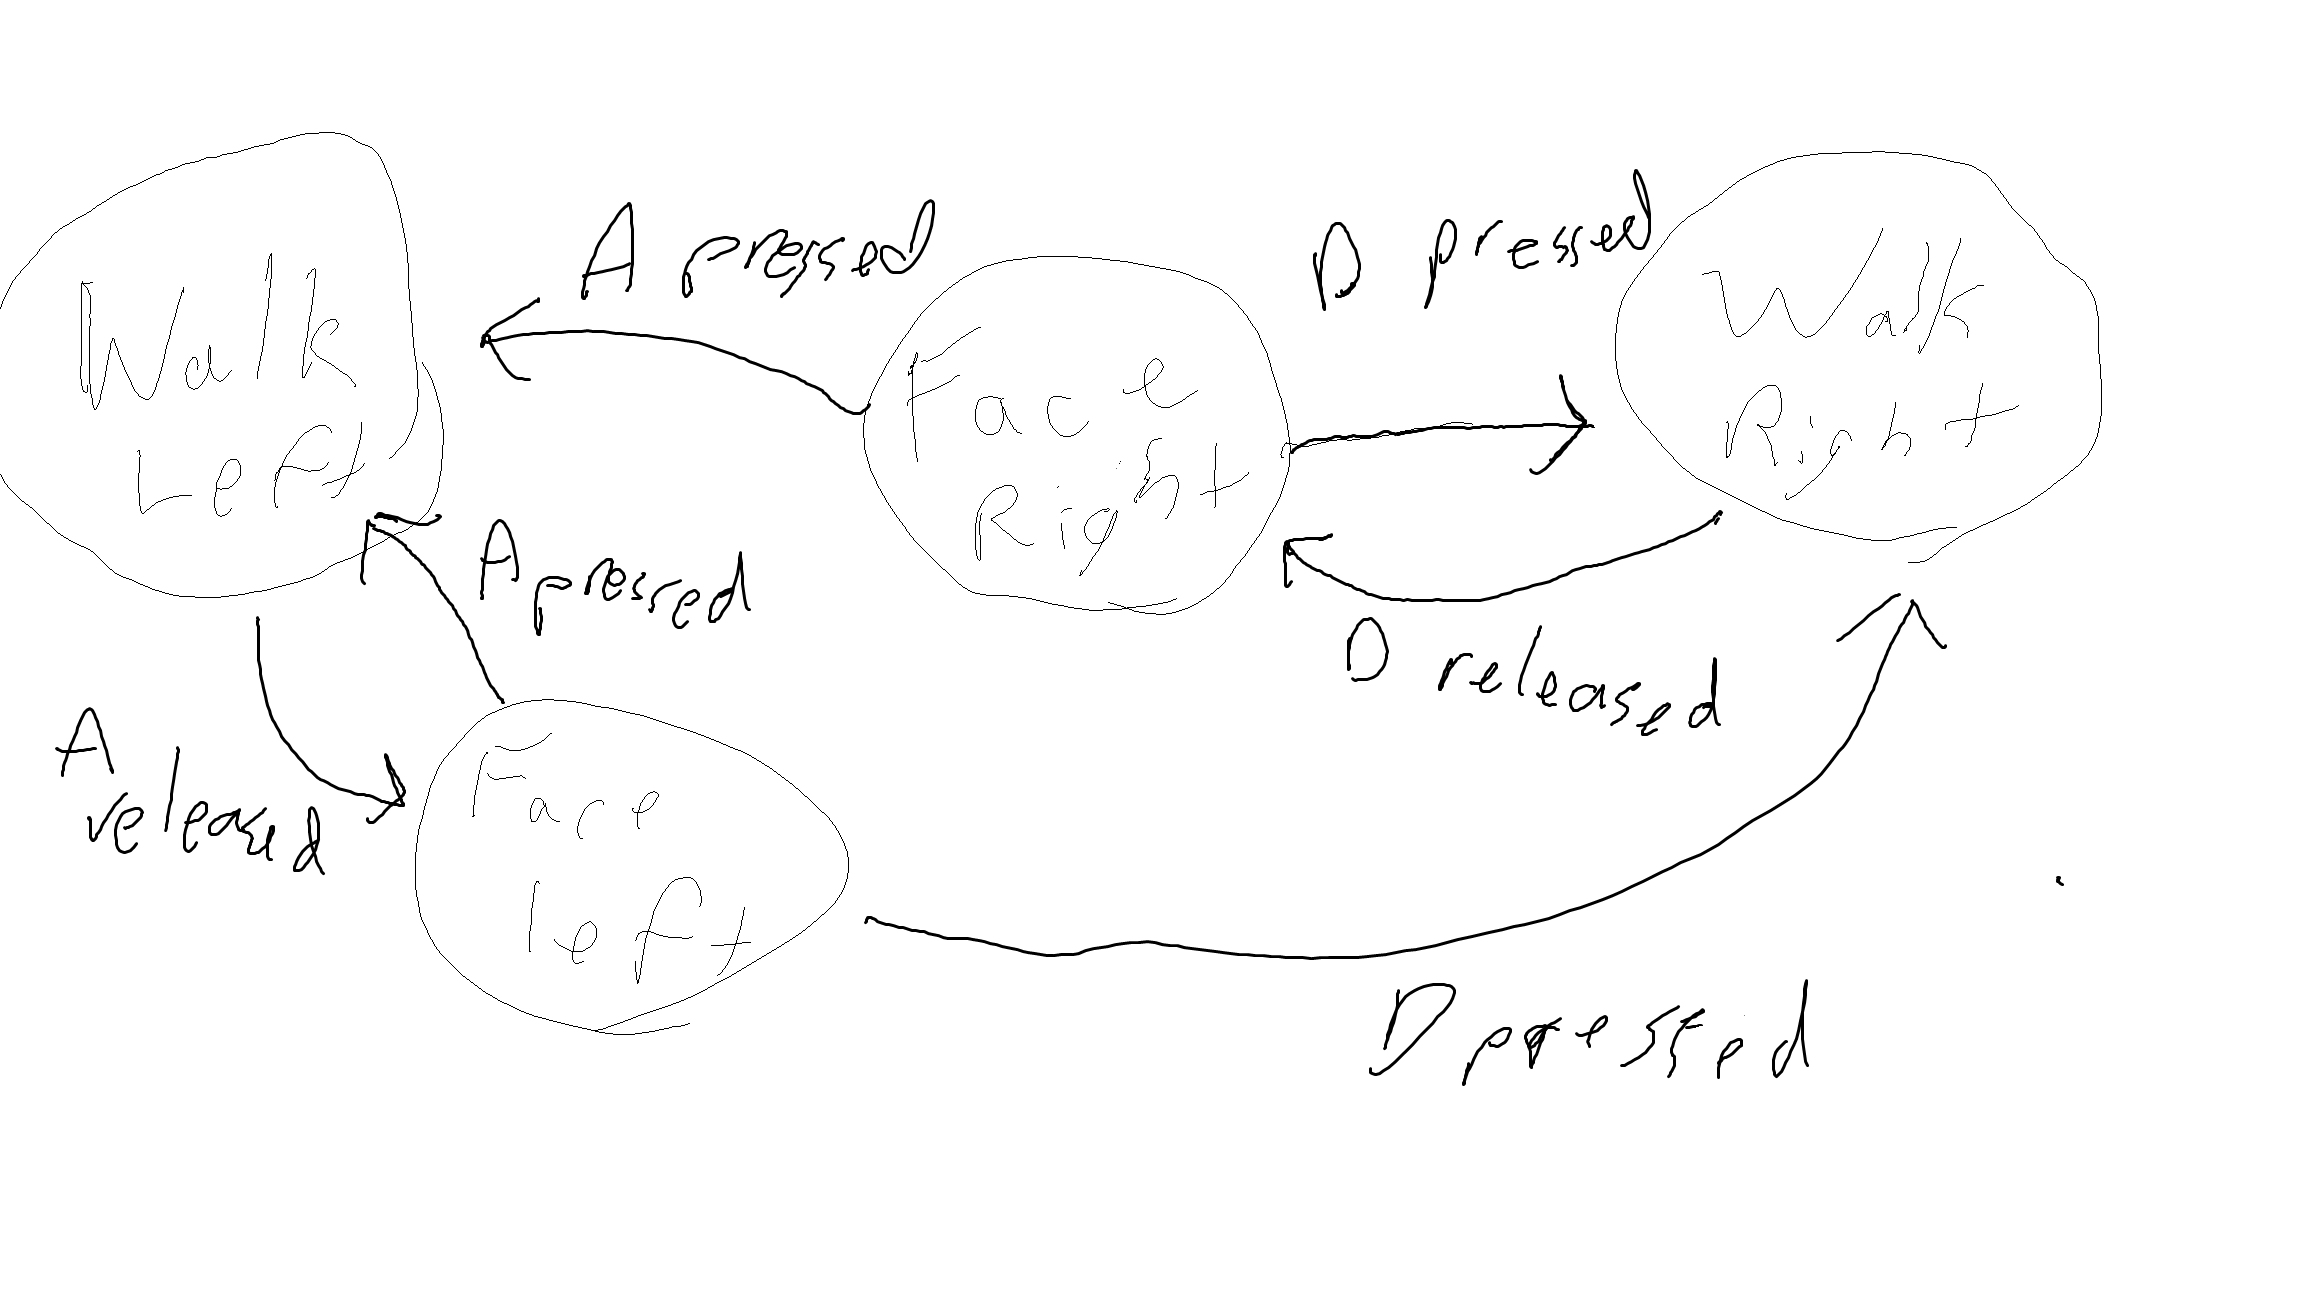 A pressed
D pressed
Walk
Left
Face
Right
Walk
Right
A pressed
D released
A
released
Face
left
D pressed